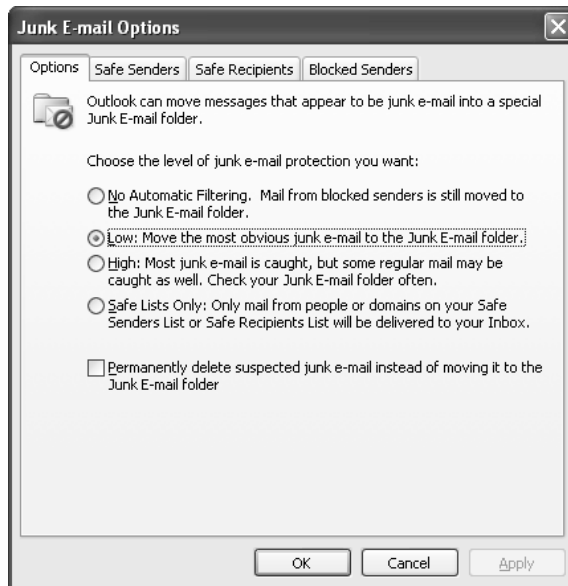 Junk E-mail Options
Options
Safe Senders
Safe Recipients
Blocked Senders
Outlook can move messages that appear to be junk e-mail into a special
Junk E-mail folder.
Choose the level of junk e-mail protection you want:
No Automatic Filtering. Mail from blocked senders is still moved to
the Junk E-mail folder.
Low: Move the most obvious junk e-mail to the Junk E-mail folder.
High: Most junk e-mail is caught, but some regular mail may be
caught as well. Check your Junk E-mail folder often.
Safe Lists Only: Only mail from people or domains on your Safe
Senders List or Safe Recipients List will be delivered to your Inbox.
Permanently delete suspected junk e-mail instead of moving it to the
Junk E-mail folder
OK
Cancel
Apply